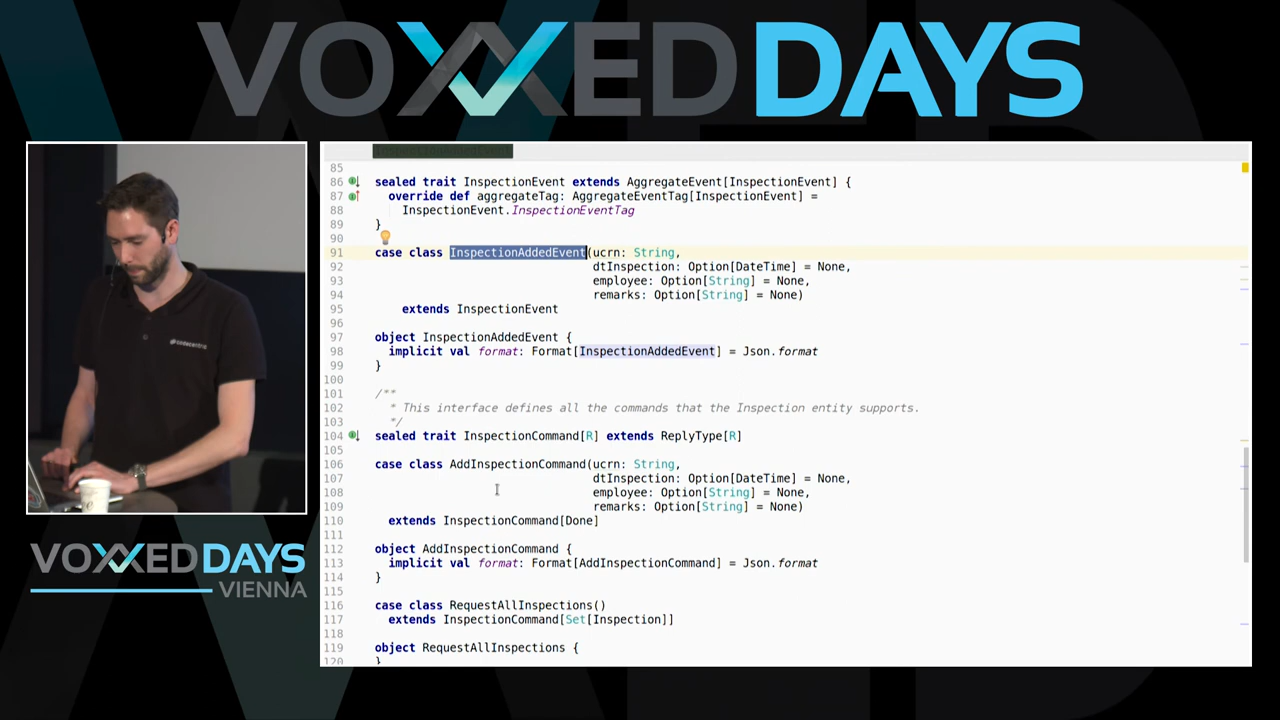 VOXXED DAYS
85
86 sealed trait InspectionEvent extends AggregateEvent[InspectionEvent] {
87 override def aggregateTag: AggregateEventTag[InspectionEvent] =
88 InspectionEvent.InspectionEventTag
89 }
90
91 case class InspectionAddedEvent(ucrn: String,
92 dtInspection: Option[DateTime] = None,
93 employee: Option[String] = None,
94 remarks: Option[String] = None)
95 extends InspectionEvent
96
97 object InspectionAddedEvent {
98 implicit val format: Format[InspectionAddedEvent] = Json.format
99 }
100
101 /**
102 * This interface defines all the commands that the Inspection entity supports.
103 */
104 sealed trait InspectionCommand[R] extends ReplyType[R]
105
106 case class AddInspectionCommand(ucrn: String,
107 dtInspection: Option[DateTime] = None,
108 employee: Option[String] = None,
109 remarks: Option[String] = None)
110 extends InspectionCommand[Done]
111
112 object AddInspectionCommand {
113 implicit val format: Format[AddInspectionCommand] = Json.format
114 }
115
116 case class RequestAllInspections()
117 extends InspectionCommand[Set[Inspection]]
118
119 object RequestAllInspections {
120 }
codecentric
VOXXED DAYS
VIENNA